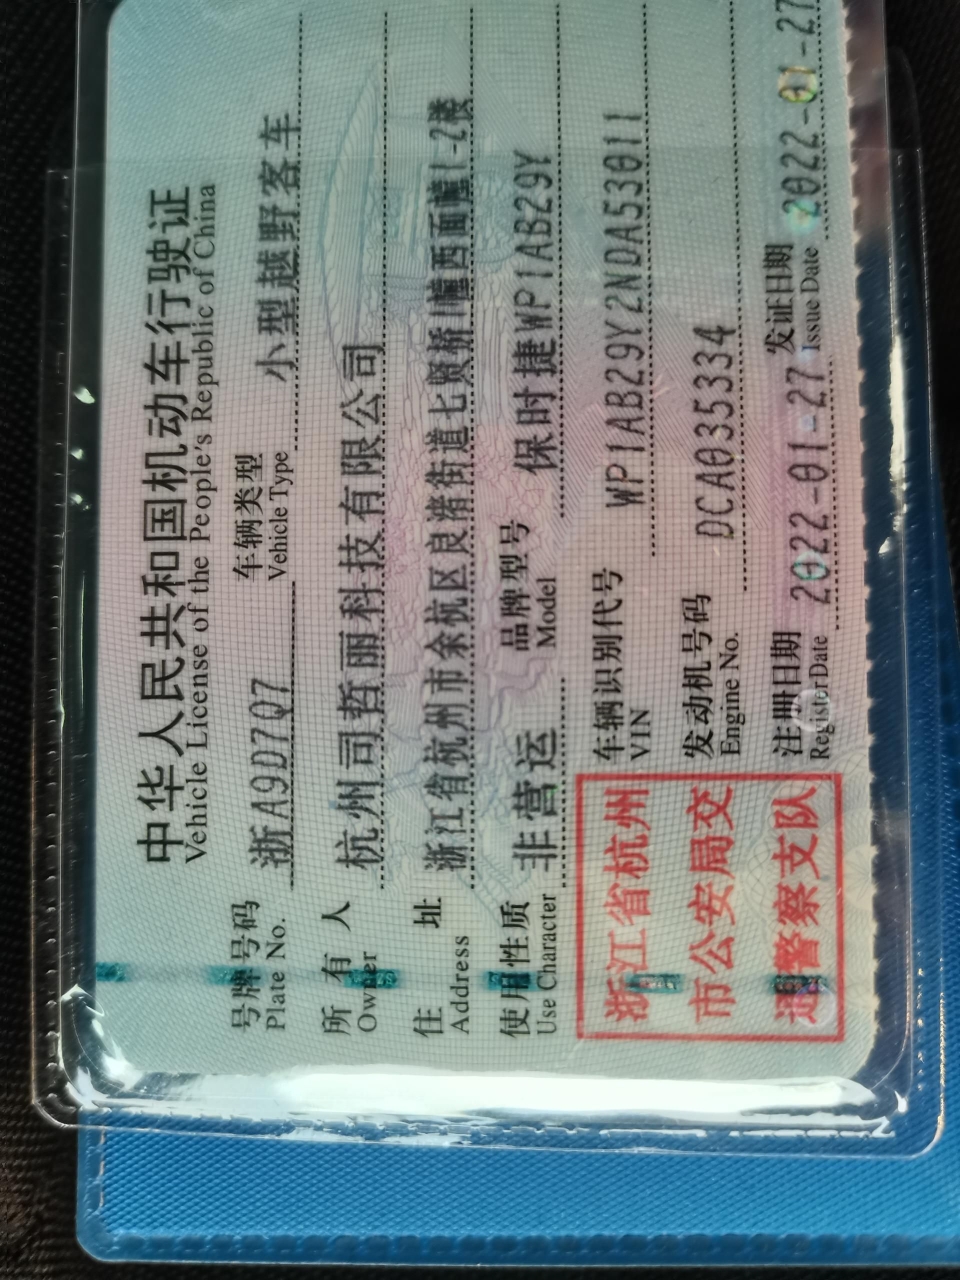 中华人民共和国机动车行驶证
Vehicle License of the People's Republic of China
号牌号码 浙A9D7Q7 车辆类型 小型越野客车
Plate No. Vehicle Type
所有人 杭州司哲丽科技有限公司
Owner
住址 浙江省杭州市余杭区良渚街道七贤桥1幢西面幢1-2楼
Address
使用性质 非营运 品牌型号 保时捷WP1AB29Y
Use Character Model
车辆识别代号 WP1AB29Y2NDA53011
VIN
发动机号码 DCA035334
Engine No.
注册日期 2022-01-27 发证日期 2022-01-27
Register Date Issue Date
浙江省杭州
市公安局交
通警察支队